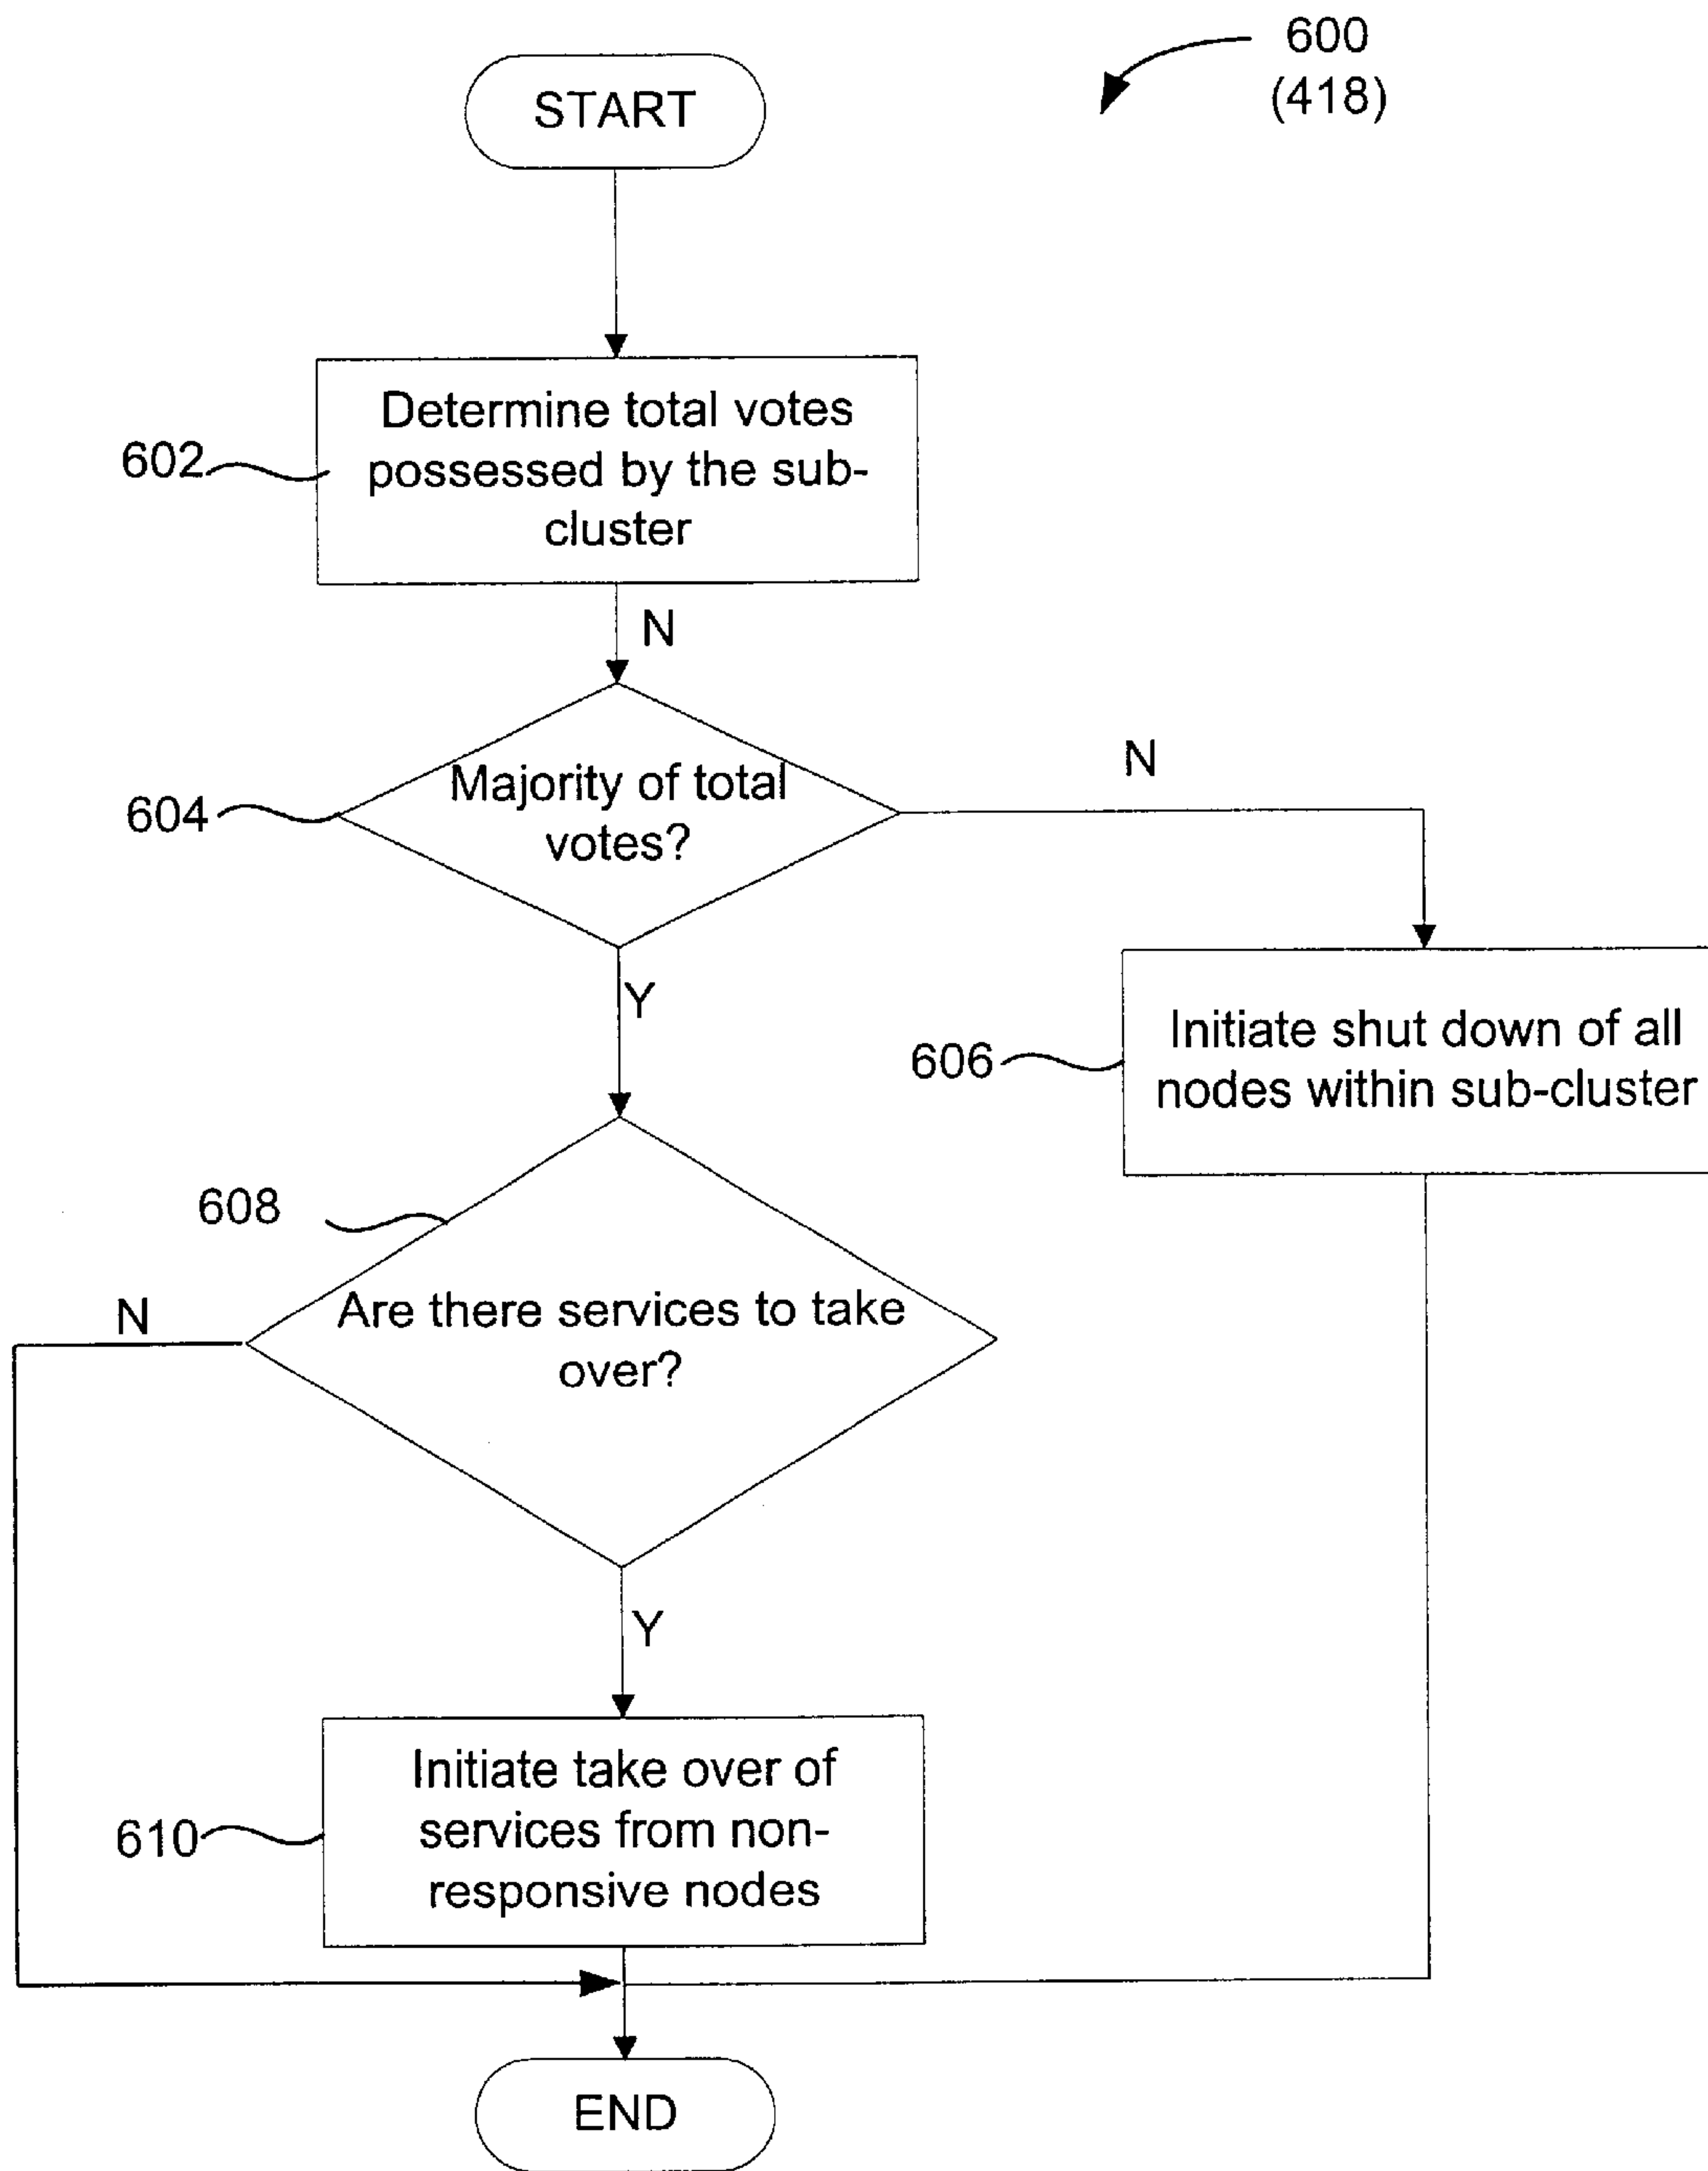 600
(418)
START
602
Determine total votes
possessed by the sub-
cluster
N
604
Majority of total
votes?
N
Y
606
Initiate shut down of all
nodes within sub-cluster
608
N
Are there services to take
over?
Y
610
Initiate take over of
services from non-
responsive nodes
END